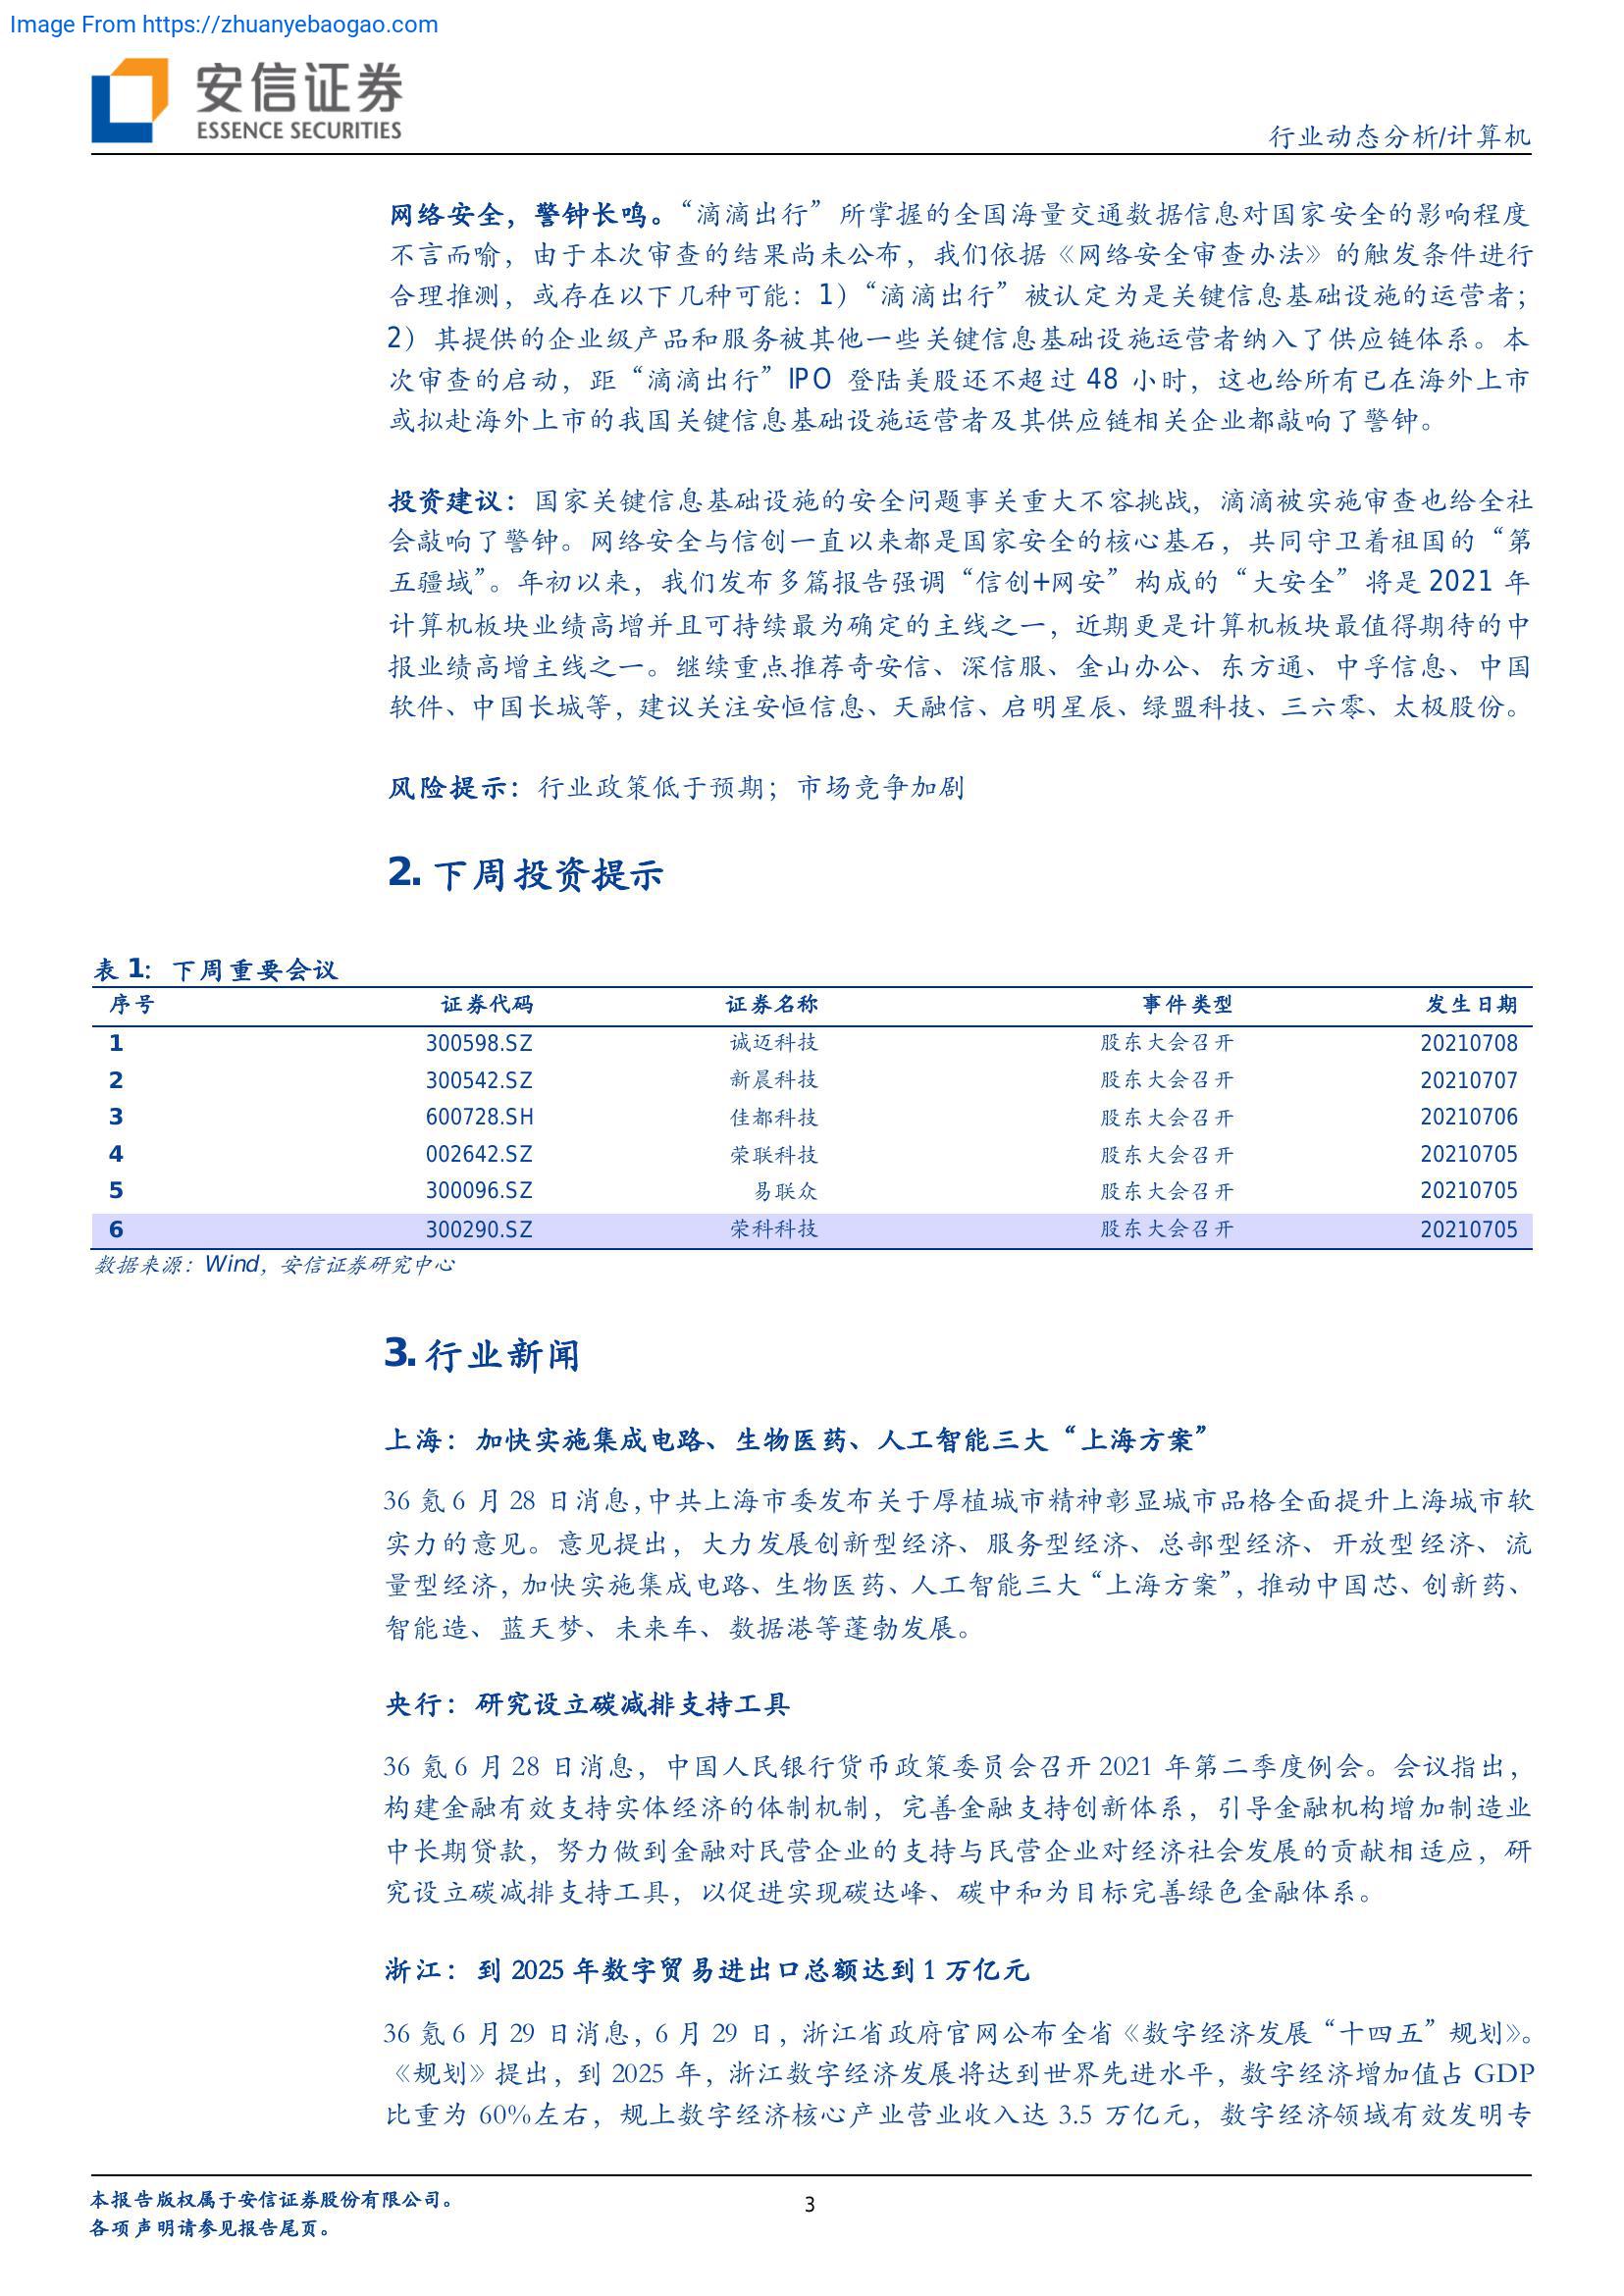 Image From https://zhuanyebaogao.com
安信证券
ESSENCE SECURITIES
行业动态分析/计算机
网络安全，警钟长鸣。“滴滴出行”所掌握的全国海量交通数据信息对国家安全的影响程度
不言而喻，由于本次审查的结果尚未公布，我们依据《网络安全审查办法》的触发条件进行
合理推测，或存在以下几种可能：1）“滴滴出行”被认定为是关键信息基础设施的运营者；
2）其提供的企业级产品和服务被其他一些关键信息基础设施运营者纳入了供应链体系。本
次审查的启动，距“滴滴出行”IPO 登陆美股还不超过 48 小时，这也给所有已在海外上市
或拟赴海外上市的我国关键信息基础设施运营者及其供应链相关企业都敲响了警钟。
投资建议：国家关键信息基础设施的安全问题事关重大不容挑战，滴滴被实施审查也给全社
会敲响了警钟。网络安全与信创一直以来都是国家安全的核心基石，共同守卫着祖国的“第
五疆域”。年初以来，我们发布多篇报告强调“信创+网安”构成的“大安全”将是 2021 年
计算机板块业绩高增并且可持续最为确定的主线之一，近期更是计算机板块最值得期待的中
报业绩高增主线之一。继续重点推荐奇安信、深信服、金山办公、东方通、中孚信息、中国
软件、中国长城等，建议关注安恒信息、天融信、启明星辰、绿盟科技、三六零、太极股份。
风险提示：行业政策低于预期；市场竞争加剧
2. 下周投资提示
表 1：下周重要会议
序号 证券代码 证券名称 事件类型 发生日期
1 300598.SZ 诚迈科技 股东大会召开 20210708
2 300542.SZ 新晨科技 股东大会召开 20210707
3 600728.SH 佳都科技 股东大会召开 20210706
4 002642.SZ 荣联科技 股东大会召开 20210705
5 300096.SZ 易联众 股东大会召开 20210705
6 300290.SZ 荣科科技 股东大会召开 20210705
数据来源：Wind，安信证券研究中心
3. 行业新闻
上海：加快实施集成电路、生物医药、人工智能三大“上海方案”
36 氪 6 月 28 日消息，中共上海市委发布关于厚植城市精神彰显城市品格全面提升上海城市软
实力的意见。意见提出，大力发展创新型经济、服务型经济、总部型经济、开放型经济、流
量型经济，加快实施集成电路、生物医药、人工智能三大“上海方案”，推动中国芯、创新药、
智能造、蓝天梦、未来车、数据港等蓬勃发展。
央行：研究设立碳减排支持工具
36 氪 6 月 28 日消息，中国人民银行货币政策委员会召开 2021 年第二季度例会。会议指出，
构建金融有效支持实体经济的体制机制，完善金融支持创新体系，引导金融机构增加制造业
中长期贷款，努力做到金融对民营企业的支持与民营企业对经济社会发展的贡献相适应，研
究设立碳减排支持工具，以促进实现碳达峰、碳中和为目标完善绿色金融体系。
浙江：到 2025 年数字贸易进出口总额达到 1 万亿元
36 氪 6 月 29 日消息，6 月 29 日，浙江省政府官网公布全省《数字经济发展“十四五”规划》。
《规划》提出，到 2025 年，浙江数字经济发展将达到世界先进水平，数字经济增加值占 GDP
比重为 60%左右，规上数字经济核心产业营业收入达 3.5 万亿元，数字经济领域有效发明专
本报告版权属于安信证券股份有限公司。
3
各项声明请参见报告尾页。